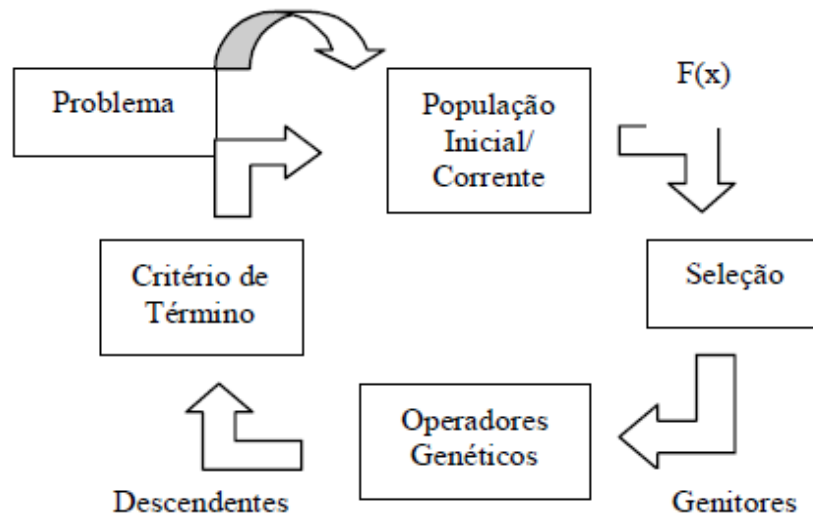 Problema
População
Inicial/
Corrente
F(x)
Seleção
Critério de
Término
Operadores
Genéticos
Descendentes
Genitores